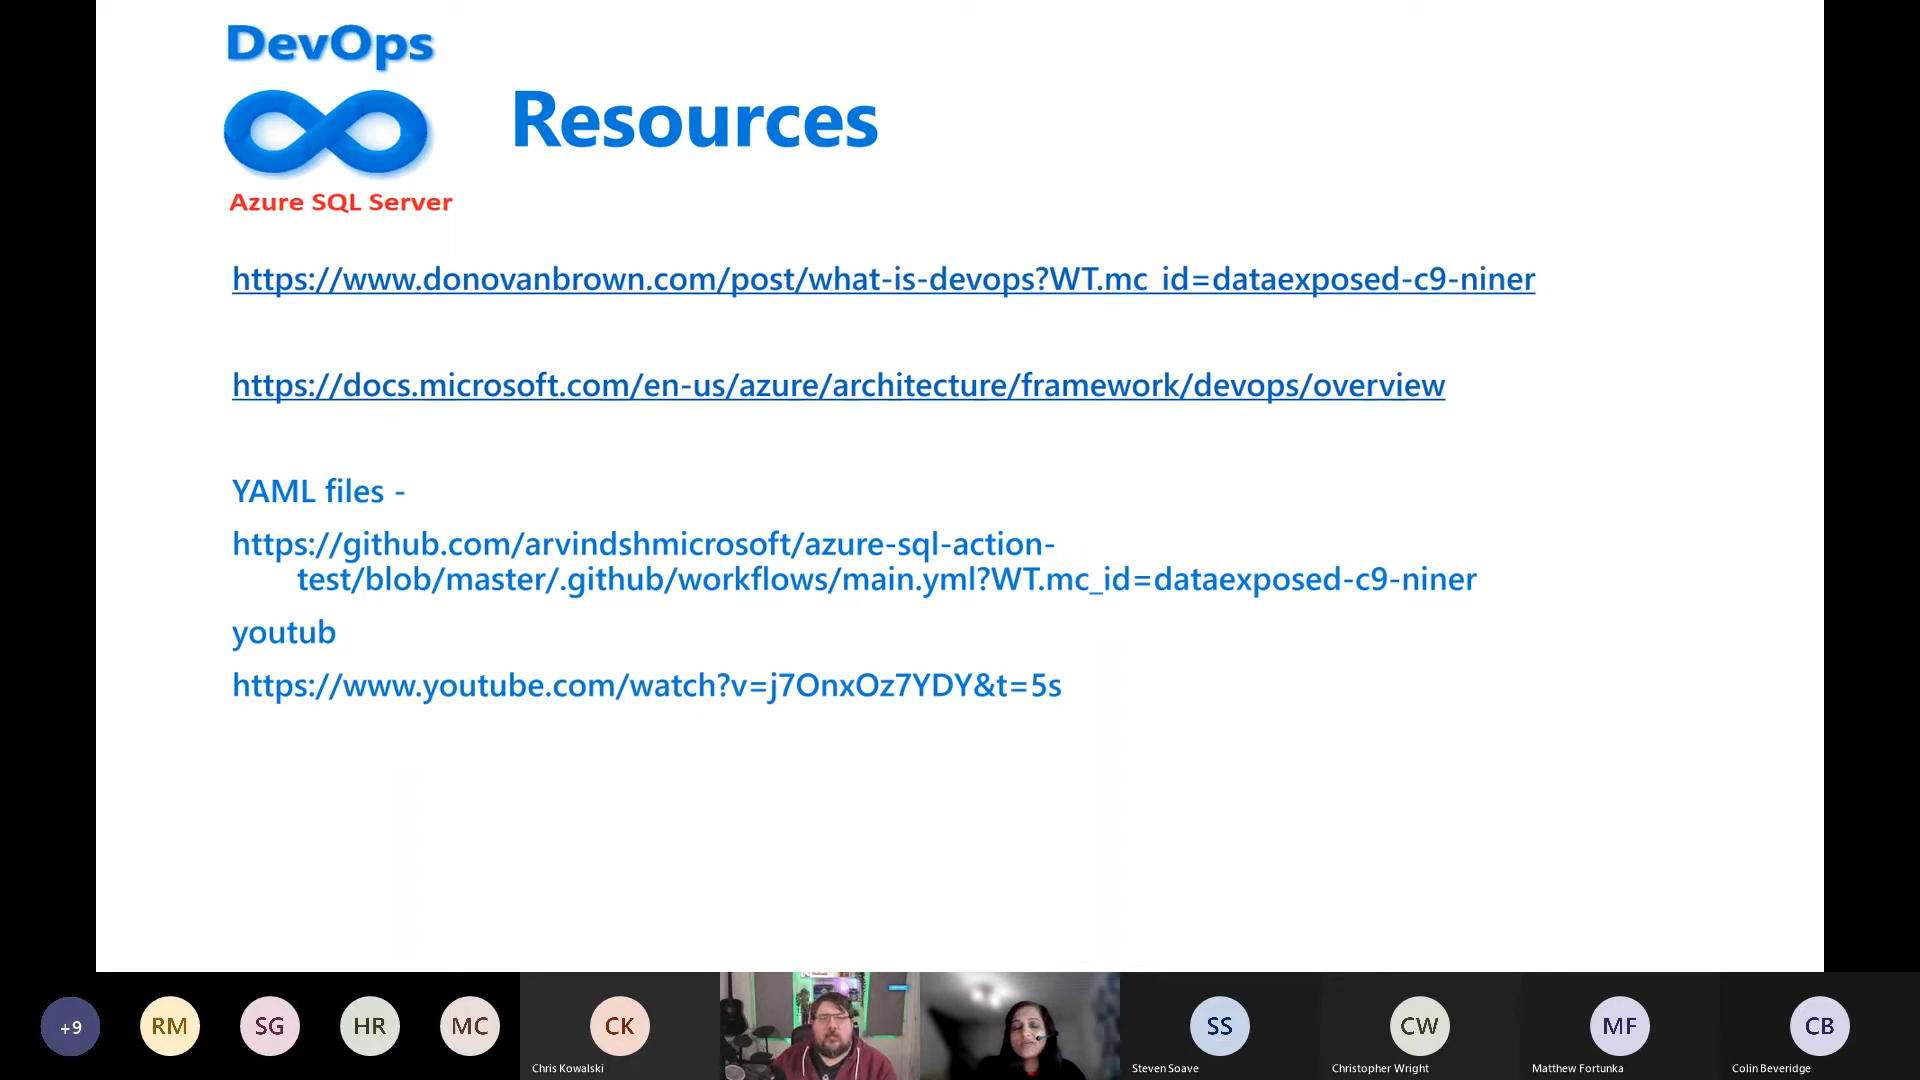 DevOps
Resources
Azure SQL Server
https://www.donovanbrown.com/post/what-is-devops?WT.mc_id=dataexposed-c9-niner
https://docs.microsoft.com/en-us/azure/architecture/framework/devops/overview
YAML files -
https://github.com/arvindshmicrosoft/azure-sql-action-
test/blob/master/.github/workflows/main.yml?WT.mc_id=dataexposed-c9-niner
youtub
https://www.youtube.com/watch?v=j7OnxOz7YDY&t=5s
+9
RM
SG
HR
MC
CK
Chris Kowalski
SS
Steven Soave
CW
Christopher Wright
MF
Matthew Fortunka
CB
Colin Beveridge